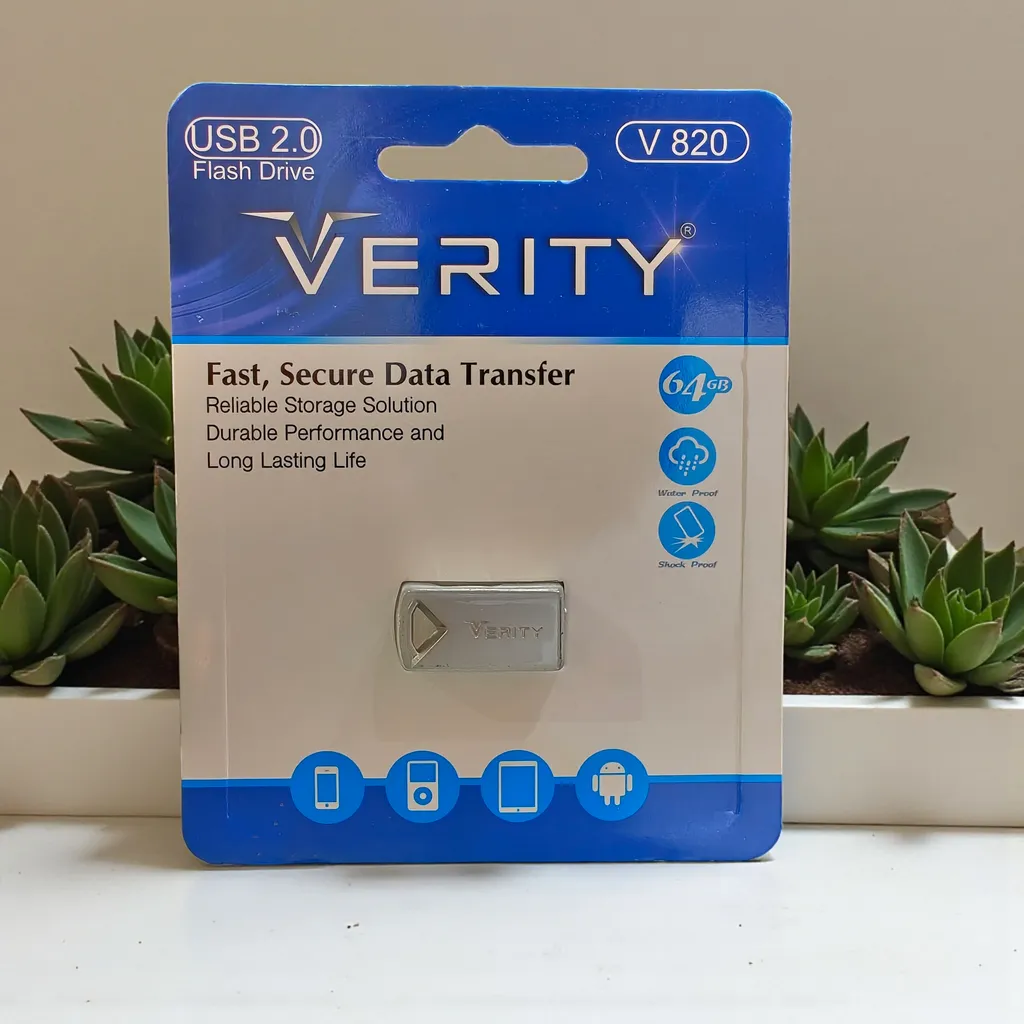 USB 2.0
Flash Drive
V 820
VERITY®
Fast, Secure Data Transfer
Reliable Storage Solution
Durable Performance and
Long Lasting Life
64GB
Water Proof
Shock Proof
VERITY